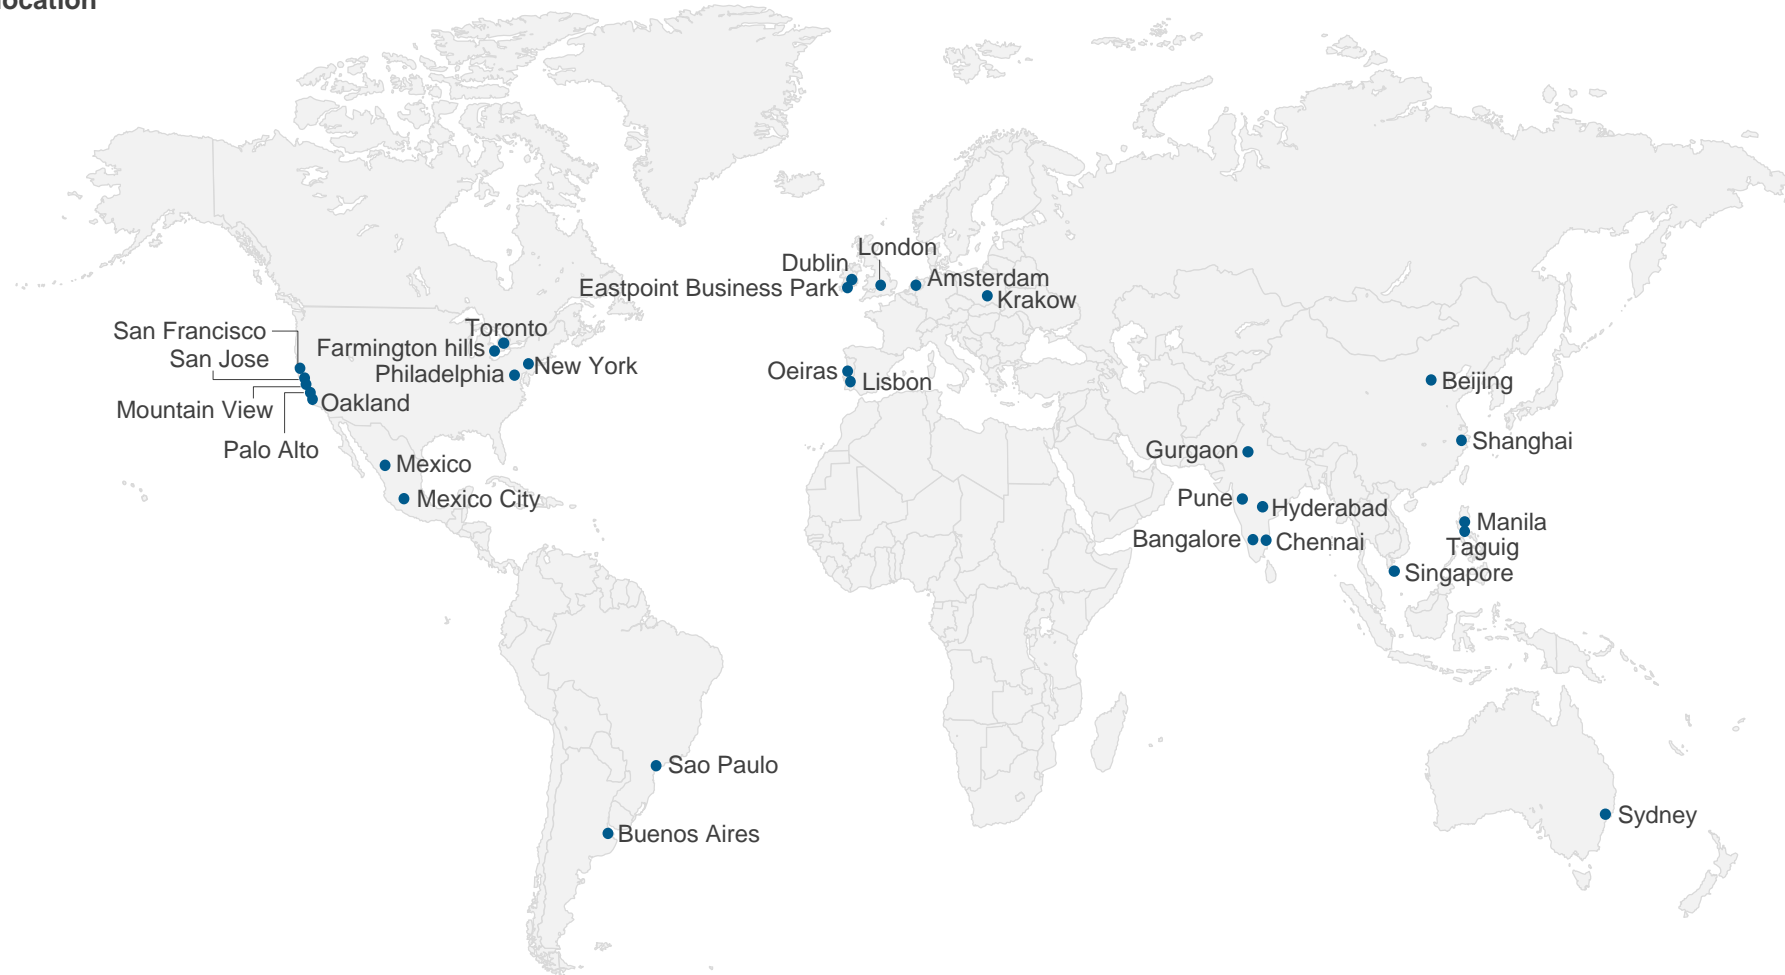 London
Dublin
Amsterdam
Eastpoint Business Park
Krakow
San Francisco
Toronto
San Jose
Farmington hills
New York
Philadelphia
Oeiras
Lisbon
Beijing
Mountain View
Oakland
Palo Alto
Shanghai
Gurgaon
Mexico
Mexico City
Pune
Hyderabad
Manila
Bangalore
Chennai
Taguig
Singapore
Sao Paulo
Sydney
Buenos Aires